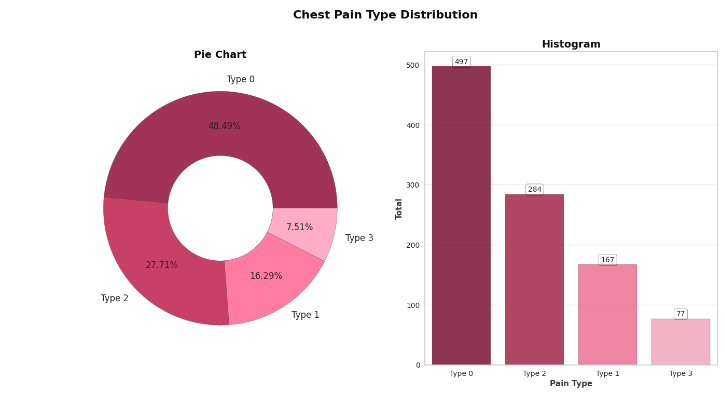 Chest Pain Type Distribution
Pie Chart
Type 0
48.49%
7.51%
Type 3
27.71%
16.29%
Type 2
Type 1
Histogram
Total
500
400
300
200
100
0
497
284
167
77
Type 0
Type 2
Type 1
Type 3
Pain Type